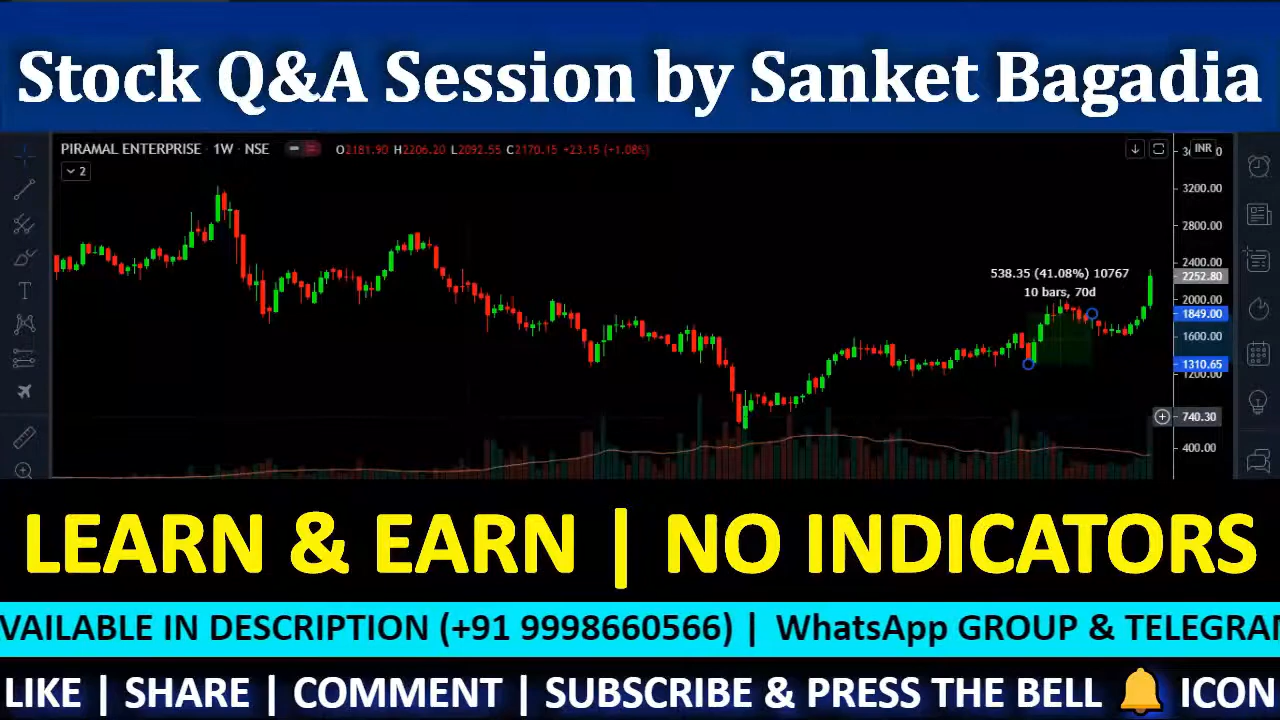 Stock Q&A Session by Sanket Bagadia
PIRAMAL ENTERPRISE · 1W · NSE O2181.90 H2206.20 L2092.55 C2170.15 +23.15 (+1.08%)
2
INR
3200.00
2800.00
2400.00
538.35 (41.08%) 10767
2252.80
10 bars, 70d
2000.00
1849.00
1600.00
1310.65
1200.00
740.30
400.00
LEARN & EARN | NO INDICATORS
VAILABLE IN DESCRIPTION (+91 9998660566) | WhatsApp GROUP & TELEGRA
LIKE | SHARE | COMMENT | SUBSCRIBE & PRESS THE BELL 🔔 ICON